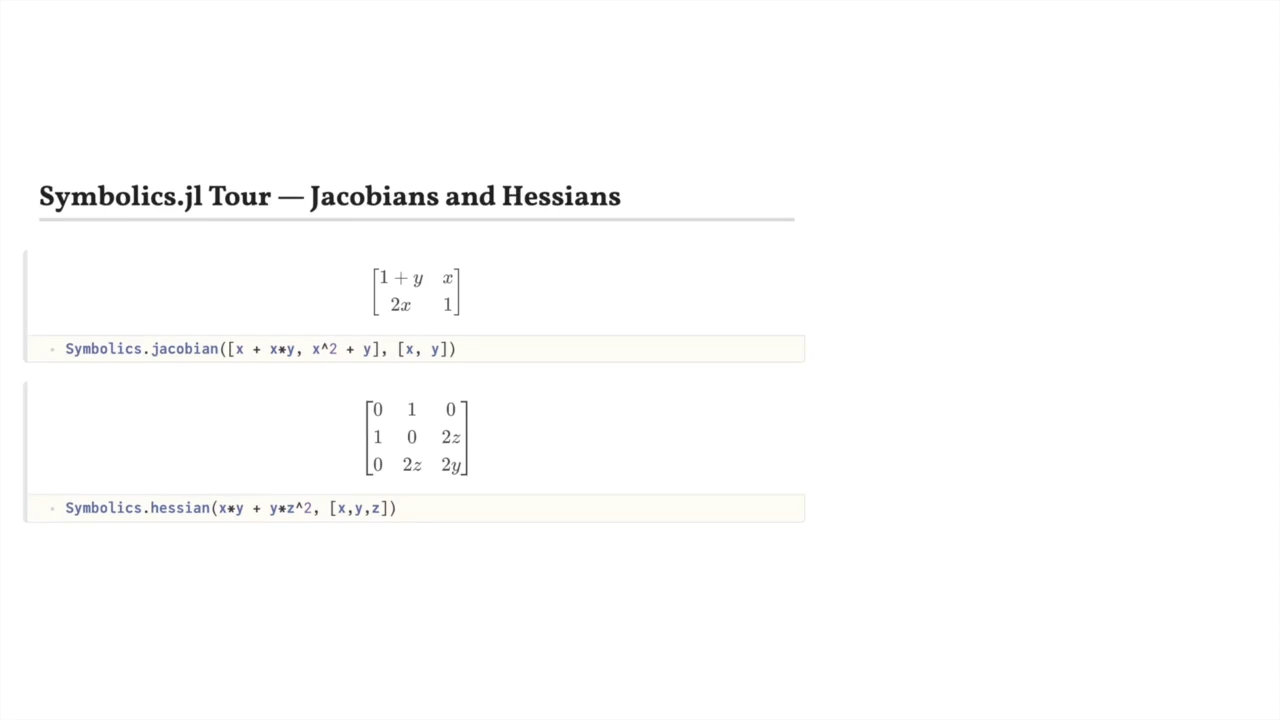 Symbolics.jl Tour — Jacobians and Hessians
1 + y x
2x 1
Symbolics.jacobian([x + x*y, x^2 + y], [x, y])
0 1 0
1 0 2z
0 2z 2y
Symbolics.hessian(x*y + y*z^2, [x,y,z])